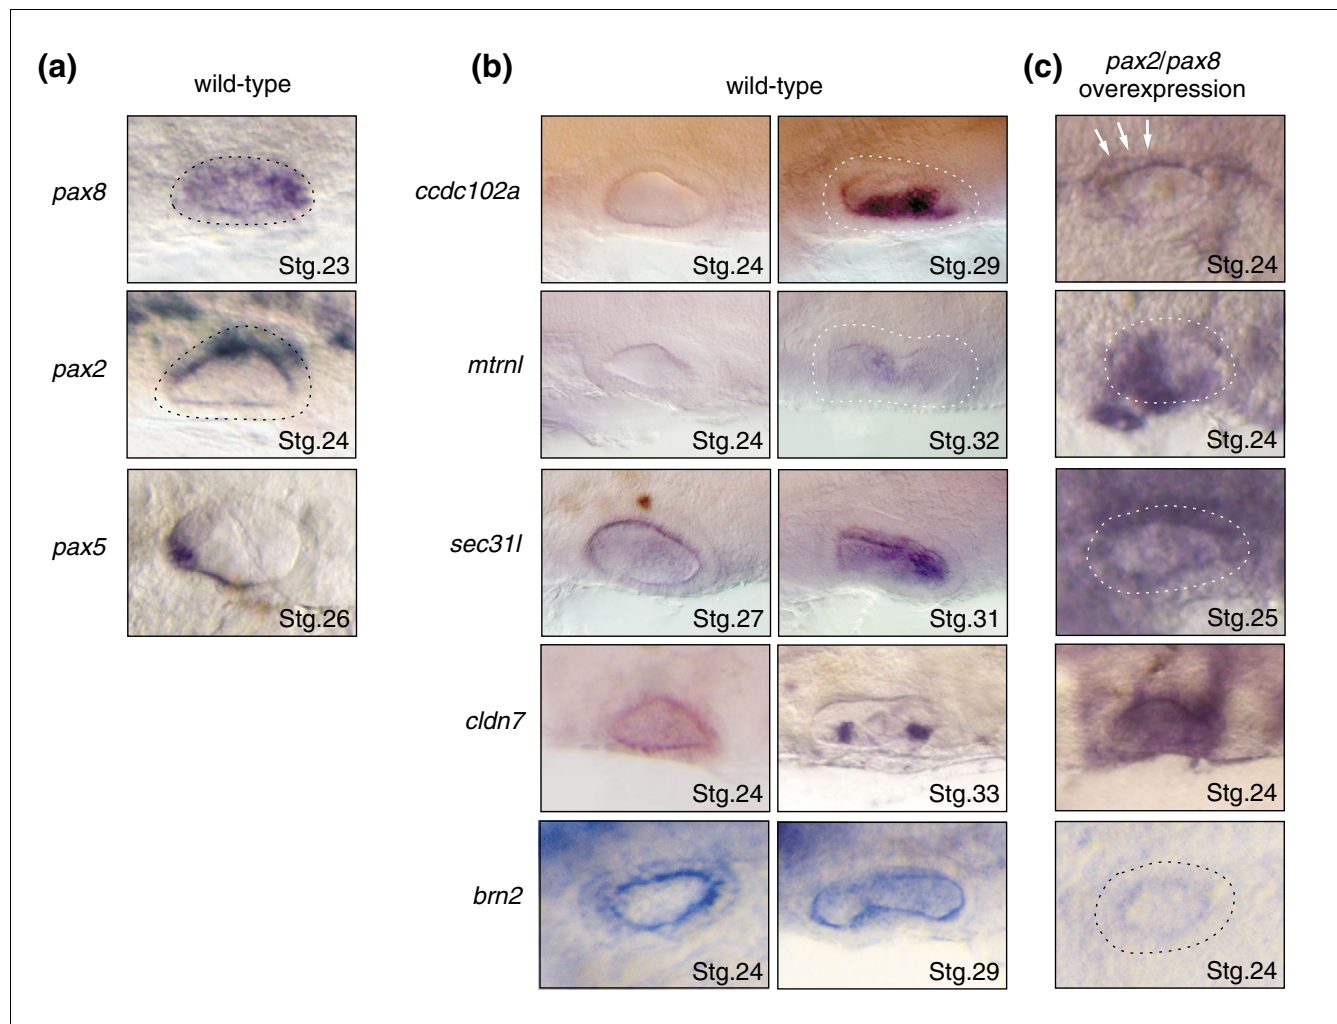 (a)
wild-type
pax8
Stg.23
pax2
Stg.24
pax5
Stg.26
(b)
wild-type
ccdc102a
Stg.24
Stg.29
mtrnl
Stg.24
Stg.32
sec31l
Stg.27
Stg.31
cldn7
Stg.24
Stg.33
brn2
Stg.24
Stg.29
(c)
pax2/pax8
overexpression
Stg.24
Stg.24
Stg.25
Stg.24
Stg.24